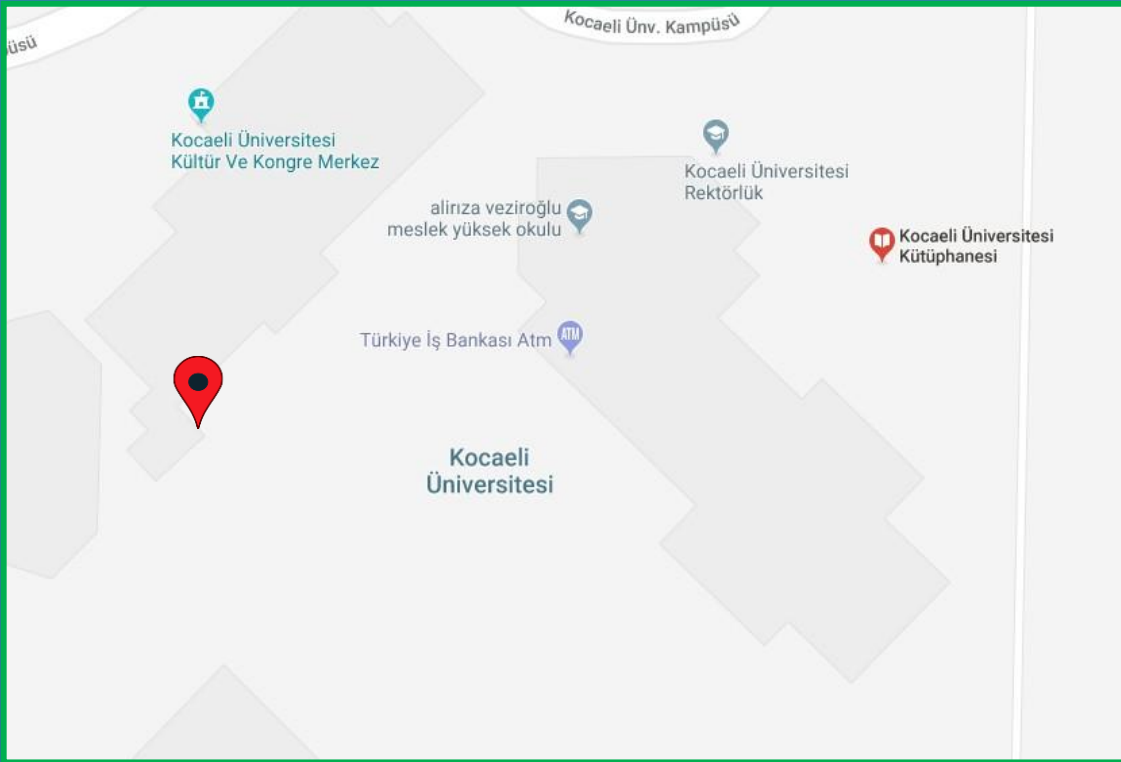 Kocaeli Ünv. Kampüsü
Kocaeli Üniversitesi
Kültür Ve Kongre Merkez
Kocaeli Üniversitesi
Rektörlük
alirıza veziroğlu
meslek yüksek okulu
Kocaeli Üniversitesi
Kütüphanesi
Türkiye İş Bankası Atm
ATM
Kocaeli
Üniversitesi